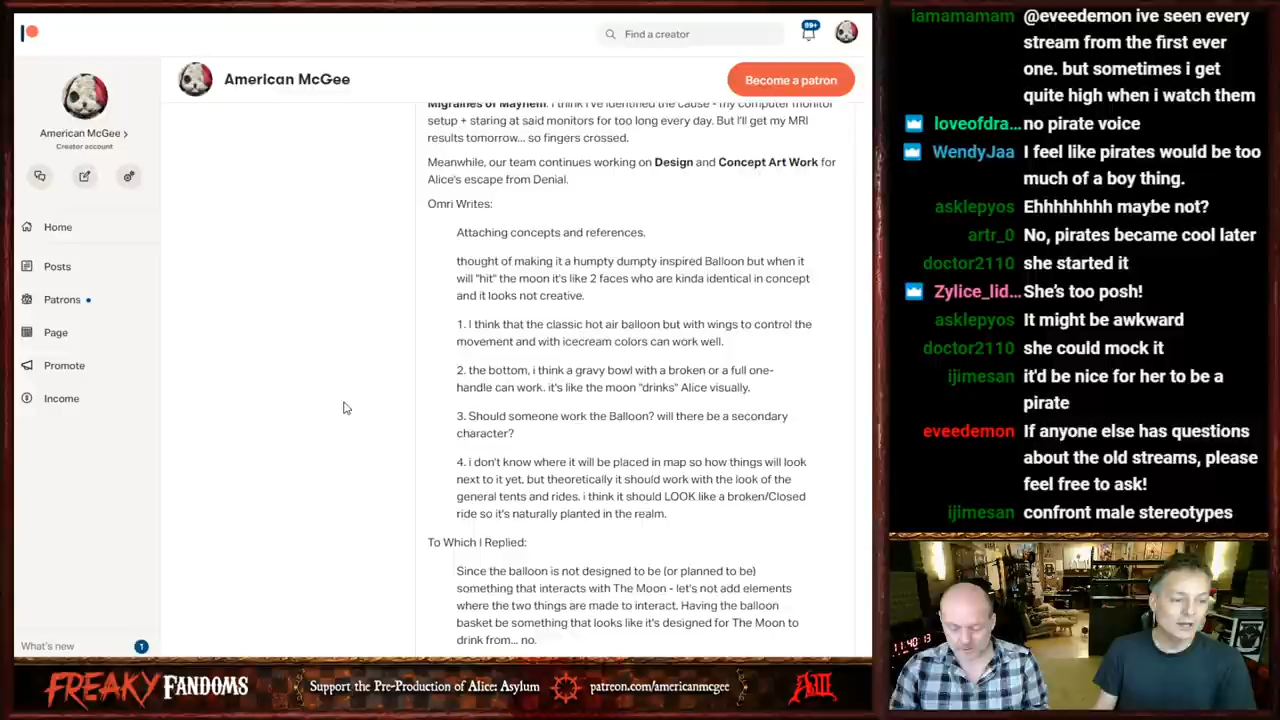 Find a creator
99+
American McGee
Become a patron
American McGee
Creator account
Home
Posts
Patrons
Page
Promote
Income
What's new
1
Migraines of Mayhem. I think I've identified the cause - my computer monitor
setup + staring at said monitors for too long every day. But I'll get my MRI
results tomorrow... so fingers crossed.
Meanwhile, our team continues working on Design and Concept Art Work for
Alice's escape from Denial.
Omri Writes:
Attaching concepts and references.
thought of making it a humpty dumpty inspired Balloon but when it
will "hit" the moon it's like 2 faces who are kinda identical in concept
and it looks not creative.
1. I think that the classic hot air balloon but with wings to control the
movement and with icecream colors can work well.
2. the bottom, i think a gravy bowl with a broken or a full one-
handle can work. it's like the moon "drinks" Alice visually.
3. Should someone work the Balloon? will there be a secondary
character?
4. i don't know where it will be placed in map so how things will look
next to it yet, but theoretically it should work with the look of the
general tents and rides. i think it should LOOK like a broken/Closed
ride so it's naturally planted in the realm.
To Which I Replied:
Since the balloon is not designed to be (or planned to be)
something that interacts with The Moon - let's not add elements
where the two things are made to interact. Having the balloon
basket be something that looks like it's designed for The Moon to
drink from... no.
iamamamam @eveedemon ive seen every
stream from the first ever
one. but sometimes i get
quite high when i watch them
loveofdra... no pirate voice
WendyJaa I feel like pirates would be too
much of a boy thing.
asklepyos Ehhhhhhh maybe not?
artr_0 No, pirates became cool later
doctor2110 she started it
Zylice_lid... She's too posh!
asklepyos It might be awkward
doctor2110 she could mock it
ijimesan it'd be nice for her to be a
pirate
eveedemon If anyone else has questions
about the old streams, please
feel free to ask!
ijimesan confront male stereotypes
FREAKY FANDOMS
Support the Pre-Production of Alice: Asylum
patreon.com/americanmcgee